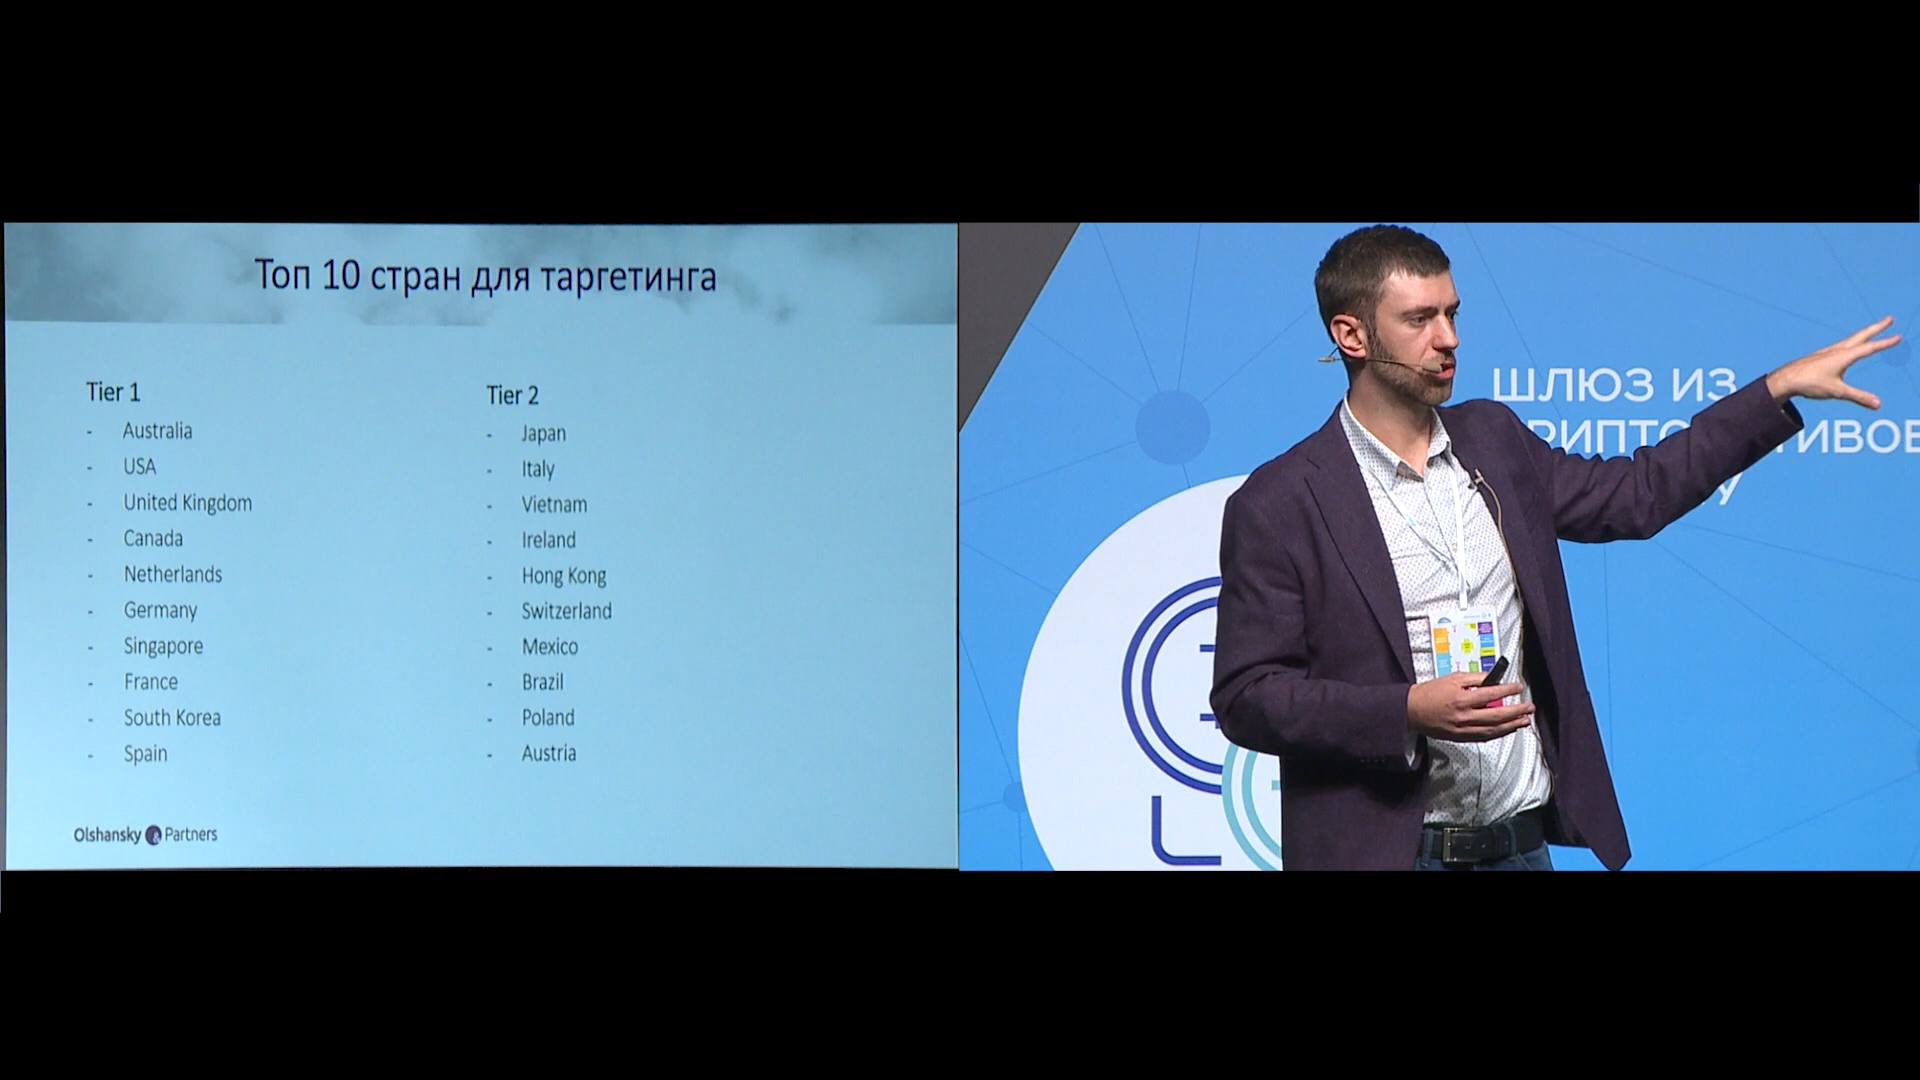 Топ 10 стран для таргетинга
Tier 1
- Australia
- USA
- United Kingdom
- Canada
- Netherlands
- Germany
- Singapore
- France
- South Korea
- Spain
Tier 2
- Japan
- Italy
- Vietnam
- Ireland
- Hong Kong
- Switzerland
- Mexico
- Brazil
- Poland
- Austria
Olshansky & Partners
ШЛЮЗ ИЗ